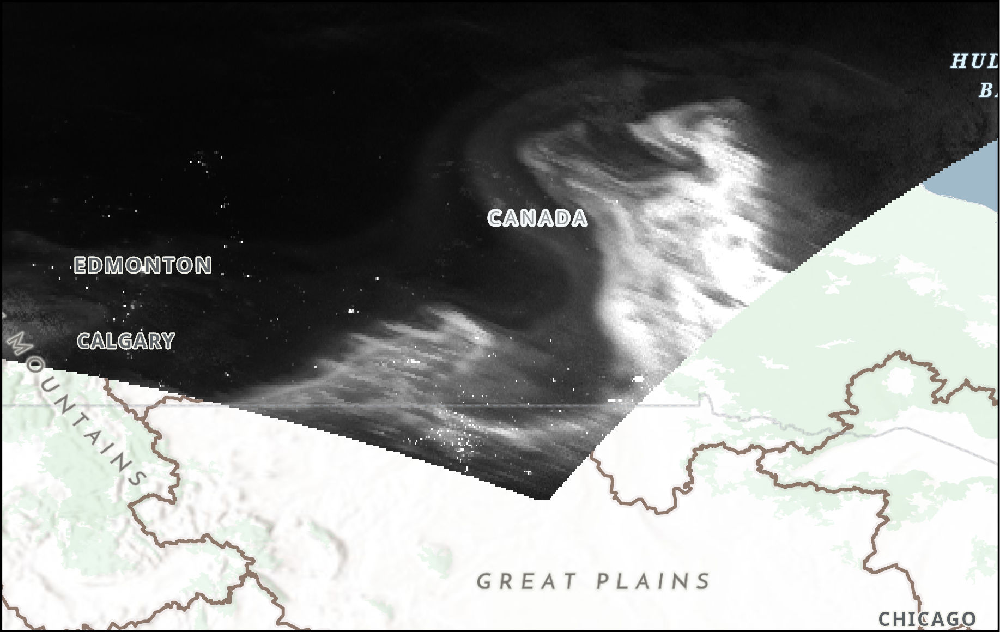 HUD
BA
CANADA
EDMONTON
CALGARY
MOUNTAINS
GREAT PLAINS
CHICAGO